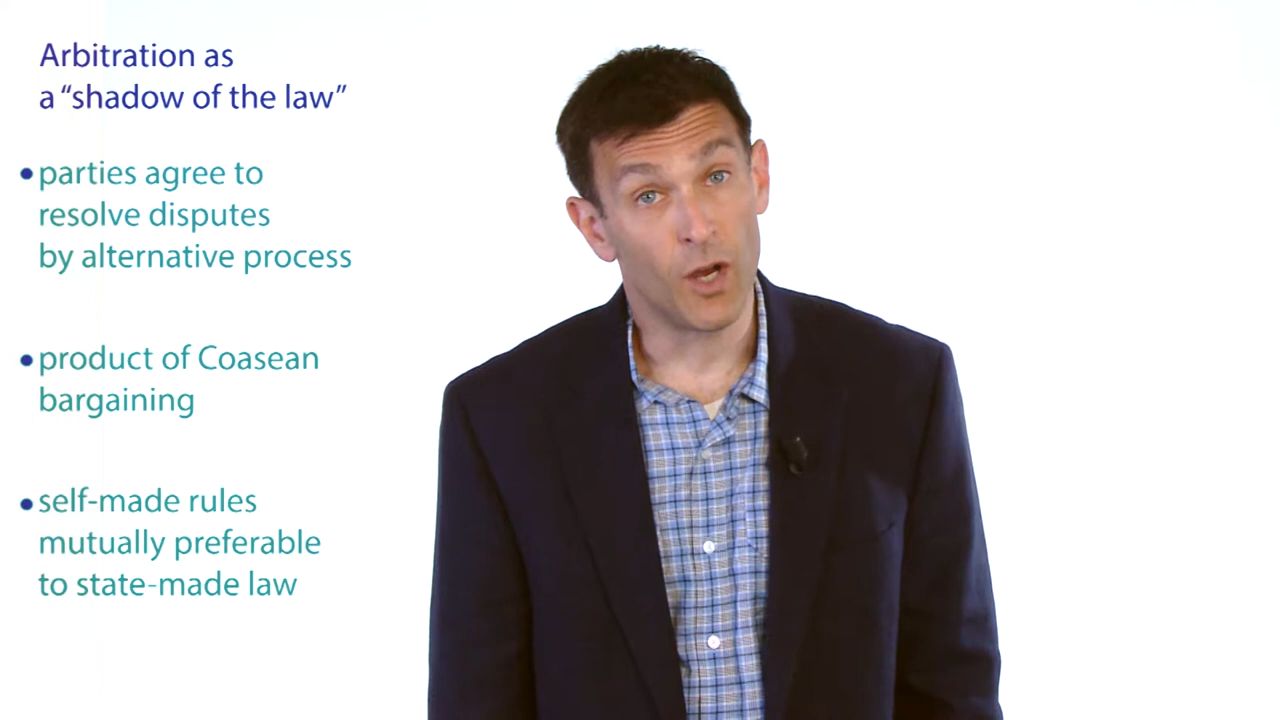 Arbitration as
a “shadow of the law”
• parties agree to
resolve disputes
by alternative process
• product of Coasean
bargaining
• self-made rules
mutually preferable
to state-made law